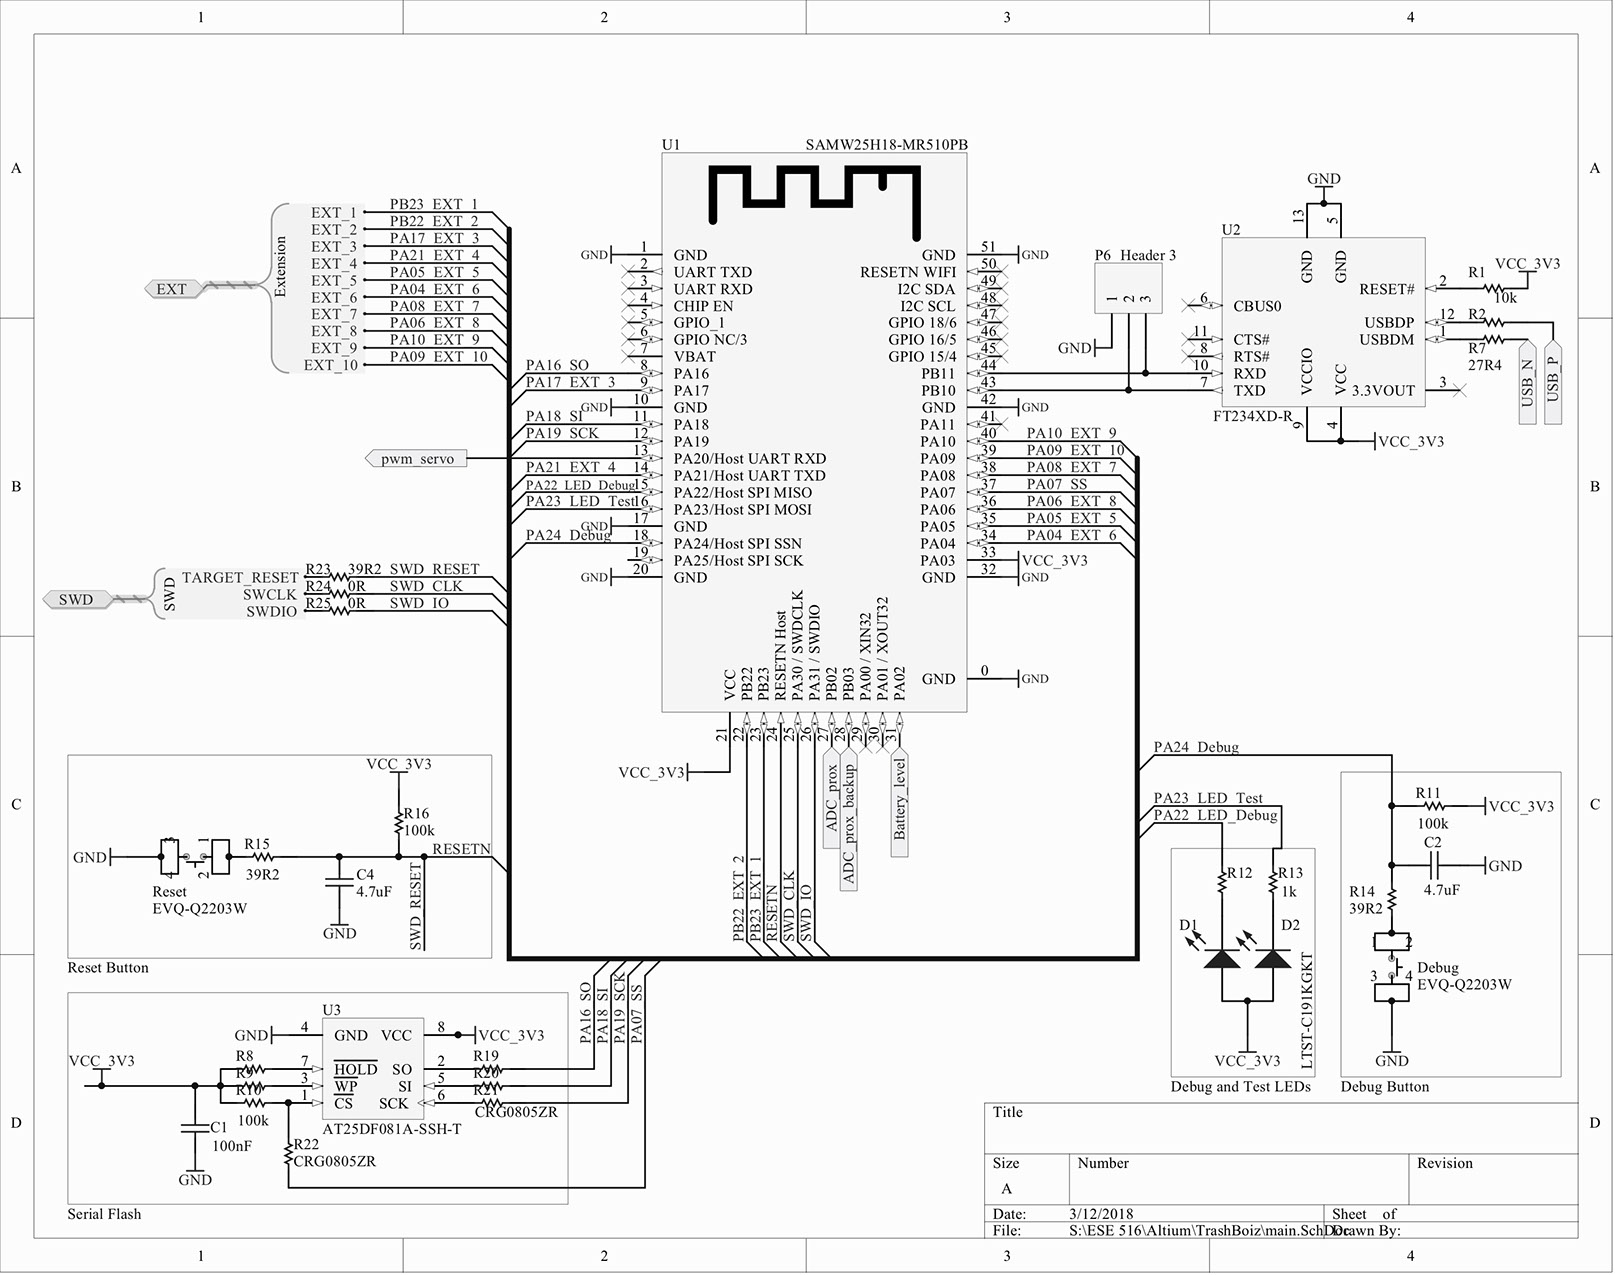 1 2 3 4
A A
B B
C C
D D
U1 SAMW25H18-MR510PB
EXT
Extension
EXT_1 PB23 EXT 1
EXT_2 PB22 EXT 2
EXT_3 PA17 EXT 3
EXT_4 PA21 EXT 4
EXT_5 PA05 EXT 5
EXT_6 PA04 EXT 6
EXT_7 PA08 EXT 7
EXT_8 PA06 EXT 8
EXT_9 PA10 EXT 9
EXT_10 PA09 EXT 10
GND 1 GND
2 UART TXD
3 UART RXD
4 CHIP EN
5 GPIO_1
6 GPIO NC/3
7 VBAT
PA16 SO 8 PA16
PA17 EXT 3 9 PA17
GND 10 GND
PA18 SI 11 PA18
PA19 SCK 12 PA19
pwm_servo 13 PA20/Host UART RXD
PA21 EXT 4 14 PA21/Host UART TXD
PA22 LED Debug 15 PA22/Host SPI MISO
PA23 LED Test 16 PA23/Host SPI MOSI
GND 17 GND
PA24 Debug 18 PA24/Host SPI SSN
19 PA25/Host SPI SCK
GND 20 GND
GND 51 GND
RESETN WIFI 50
I2C SDA 49
I2C SCL 48
GPIO 18/6 47
GPIO 16/5 46
GPIO 15/4 45
PB11 44
PB10 43
GND 42 GND
PA11 41
PA10 40 PA10 EXT 9
PA09 39 PA09 EXT 10
PA08 38 PA08 EXT 7
PA07 37 PA07 SS
PA06 36 PA06 EXT 8
PA05 35 PA05 EXT 5
PA04 34 PA04 EXT 6
PA03 33 VCC_3V3
GND 32 GND
GND 0 GND
VCC 21 VCC_3V3
PB22 22 PB22 EXT 2
PB23 23 PB23 EXT 1
RESETN Host 24 RESETN
PA30 / SWDCLK 25 SWD CLK
PA31 / SWDIO 26 SWD IO
PB02 27 ADC_prox
PB03 28 ADC_prox_backup
PA00 / XIN32 29
PA01 / XOUT32 30
PA02 31 Battery_level
P6 Header 3
1 2 3
GND
U2
GND
13 5
GND GND
6 CBUS0
11 CTS#
8 RTS#
10 RXD
7 TXD
FT234XD-R
VCCIO VCC
9 4
VCC_3V3
RESET# 2 R1 VCC_3V3
10k
USBDP 12 R2
USBDM 1 R7
27R4
3.3VOUT 3
USB_N USB_P
SWD
SWD
TARGET_RESET R23 39R2 SWD RESET
SWCLK R24 0R SWD CLK
SWDIO R25 0R SWD IO
VCC_3V3
R16
100k
GND 3 4 1 2 R15
39R2
Reset
EVQ-Q2203W
C4
4.7uF
GND
RESETN
SWD RESET
Reset Button
U3
GND 4 GND VCC 8 VCC_3V3
VCC_3V3
R8 7 HOLD SO 2 R19
R9 3 WP SI 5 R20
R10 1 CS SCK 6 R21
100k
CRG0805ZR
AT25DF081A-SSH-T
C1
100nF
GND
R22
CRG0805ZR
PA16 SO
PA18 SI
PA19 SCK
PA07 SS
Serial Flash
PA24 Debug
PA23 LED Test
PA22 LED_Debug
R12 R13
1k
D1 D2
LTST-C191KGKT
VCC_3V3
Debug and Test LEDs
R11 VCC_3V3
100k
C2 GND
4.7uF
R14
39R2
1 2
3 4
Debug
EVQ-Q2203W
GND
Debug Button
Title
Size Number Revision
A
Date: 3/12/2018 Sheet of
File: S:\ESE 516\Altium\TrashBoiz\main.SchDoc Drawn By:
1 2 3 4